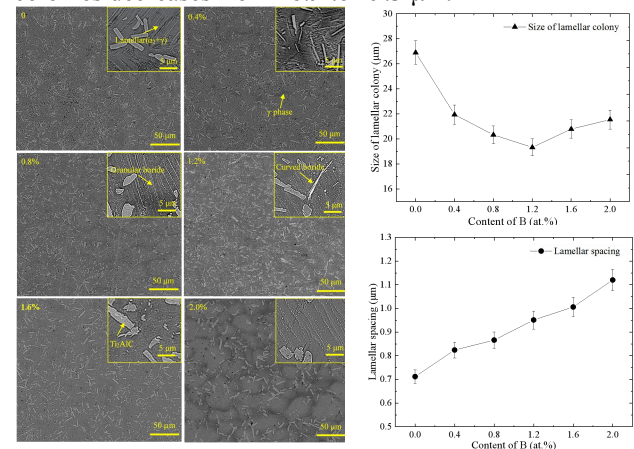 0
Lamellar(α₂+γ)
5 μm
50 μm
0.4%
5 μm
γ phase
50 μm
0.8%
Granular boride
5 μm
50 μm
1.2%
Curved boride
5 μm
50 μm
1.6%
Ti₂AlC
5 μm
50 μm
2.0%
5 μm
50 μm
Size of lamellar colony (μm)
30
28
26
24
22
20
18
16
Size of lamellar colony
0.0 0.4 0.8 1.2 1.6 2.0
Content of B (at.%)
Lamellar spacing (μm)
1.3
1.2
1.1
1.0
0.9
0.8
0.7
0.6
0.5
Lamellar spacing
0.0 0.4 0.8 1.2 1.6 2.0
Content of B (at.%)